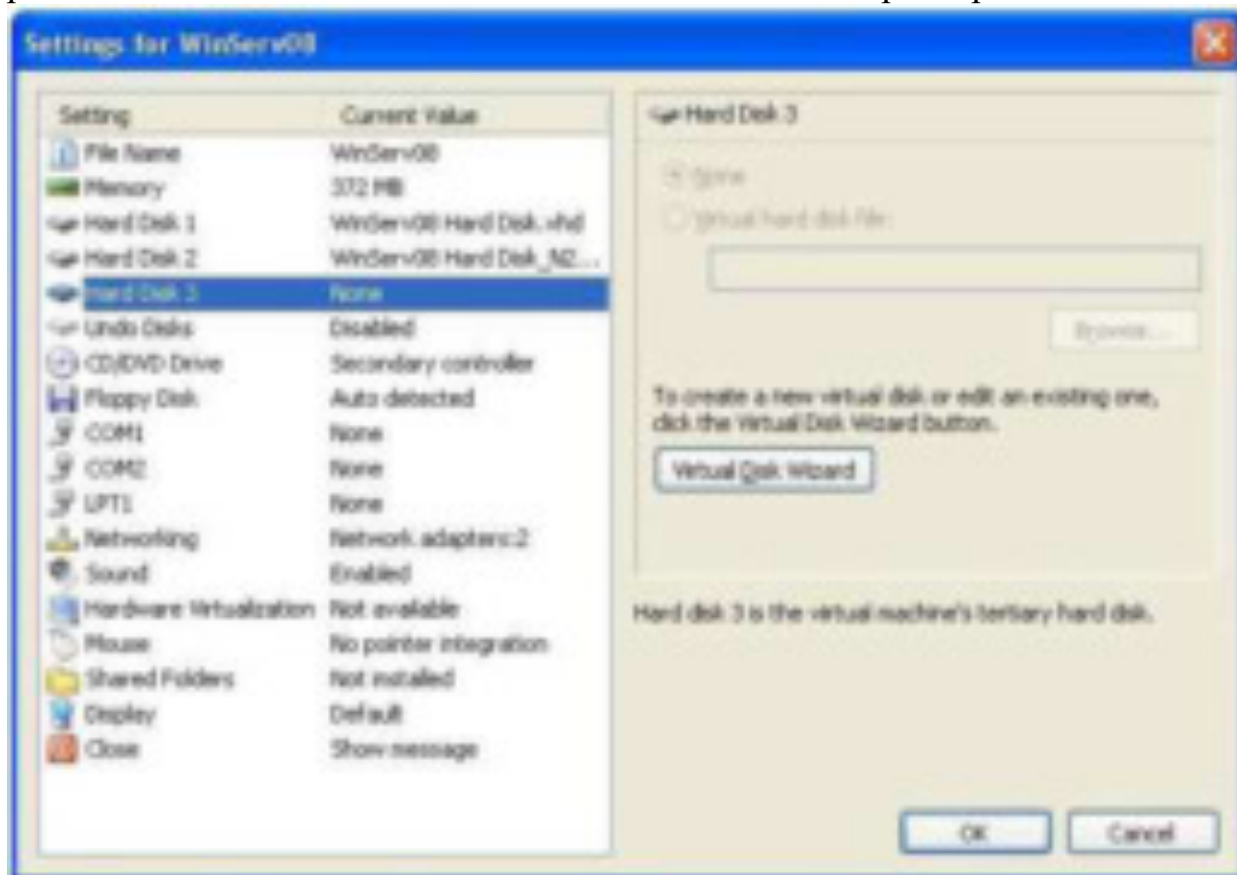 Settings for WinServ08
Setting Current Value
File Name WinServ08
Memory 372 MB
Hard Disk 1 WinServ08 Hard Disk.vhd
Hard Disk 2 WinServ08 Hard Disk_N2...
Hard Disk 3 None
Undo Disks Disabled
CD/DVD Drive Secondary controller
Floppy Disk Auto detected
COM1 None
COM2 None
LPT1 None
Networking Network adapters:2
Sound Enabled
Hardware Virtualization Not available
Mouse No pointer integration
Shared Folders Not installed
Display Default
Close Show message
Hard Disk 3
None
Virtual hard disk file:
Browse...
To create a new virtual disk or edit an existing one,
click the Virtual Disk Wizard button.
Virtual Disk Wizard
Hard disk 3 is the virtual machine's tertiary hard disk.
OK Cancel